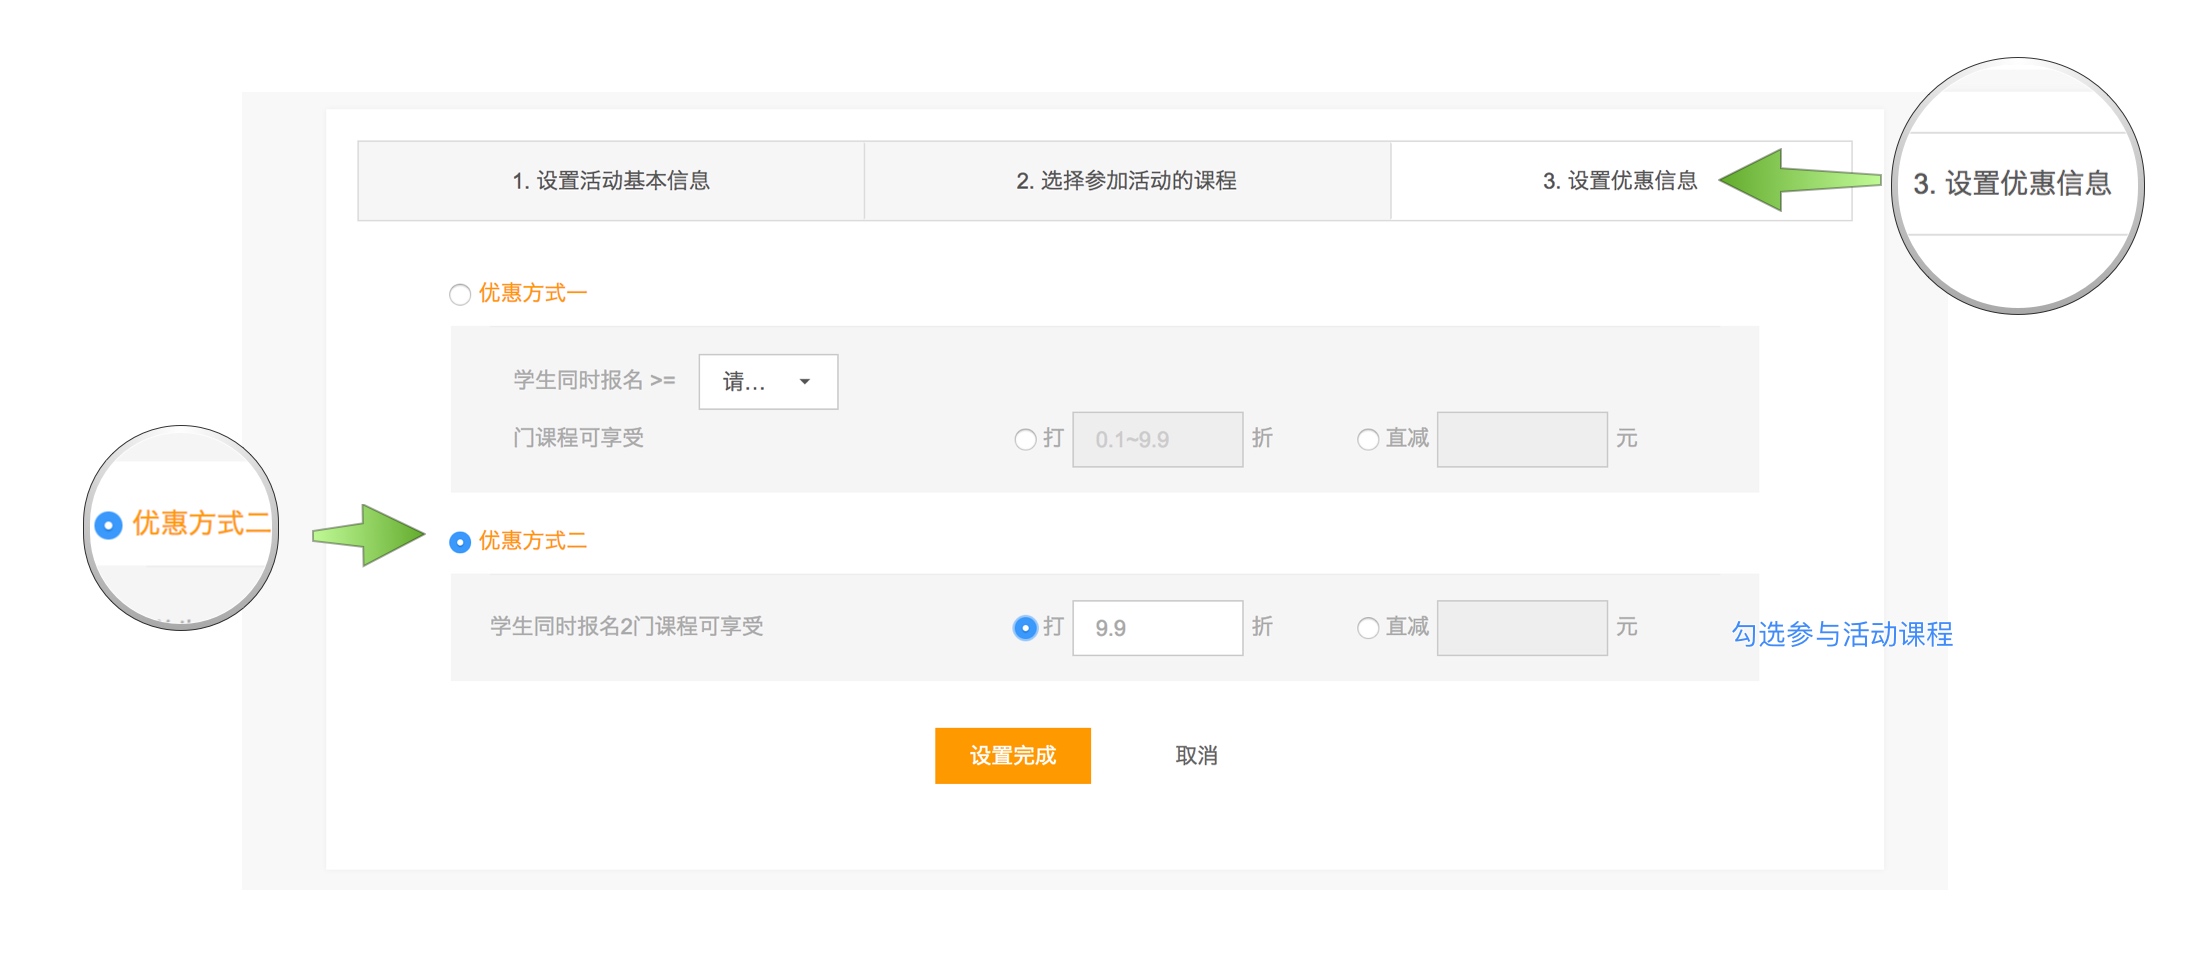 1. 设置活动基本信息
2. 选择参加活动的课程
3. 设置优惠信息
3. 设置优惠信息
优惠方式一
学生同时报名 >= 请...
门课程可享受 打 0.1~9.9 折 直减 元
优惠方式二
优惠方式二
学生同时报名2门课程可享受 打 9.9 折 直减 元
勾选参与活动课程
设置完成 取消